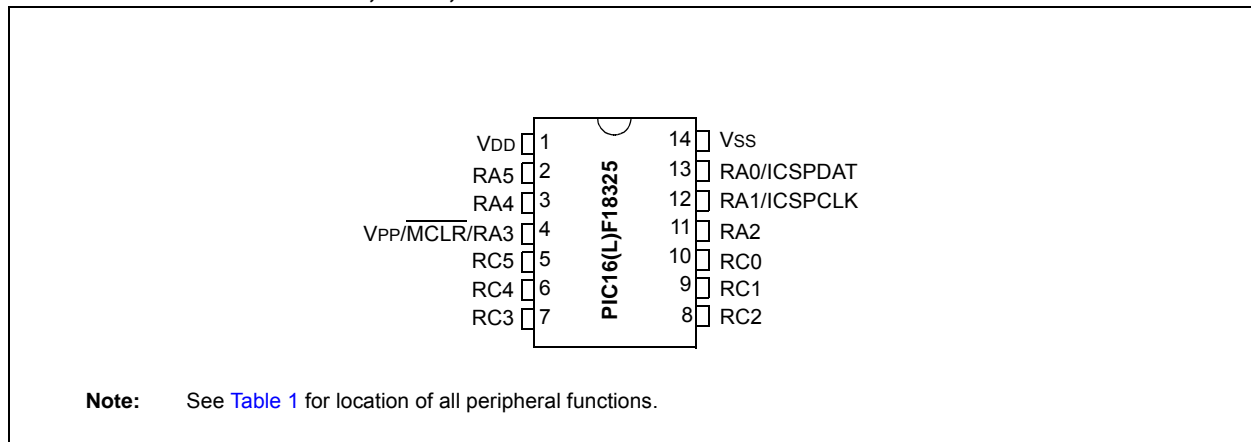 VDD 1 14 VSS
RA5 2 13 RA0/ICSPDAT
RA4 3 12 RA1/ICSPCLK
VPP/MCLR/RA3 4 11 RA2
RC5 5 10 RC0
RC4 6 9 RC1
RC3 7 8 RC2
PIC16(L)F18325
Note: See Table 1 for location of all peripheral functions.